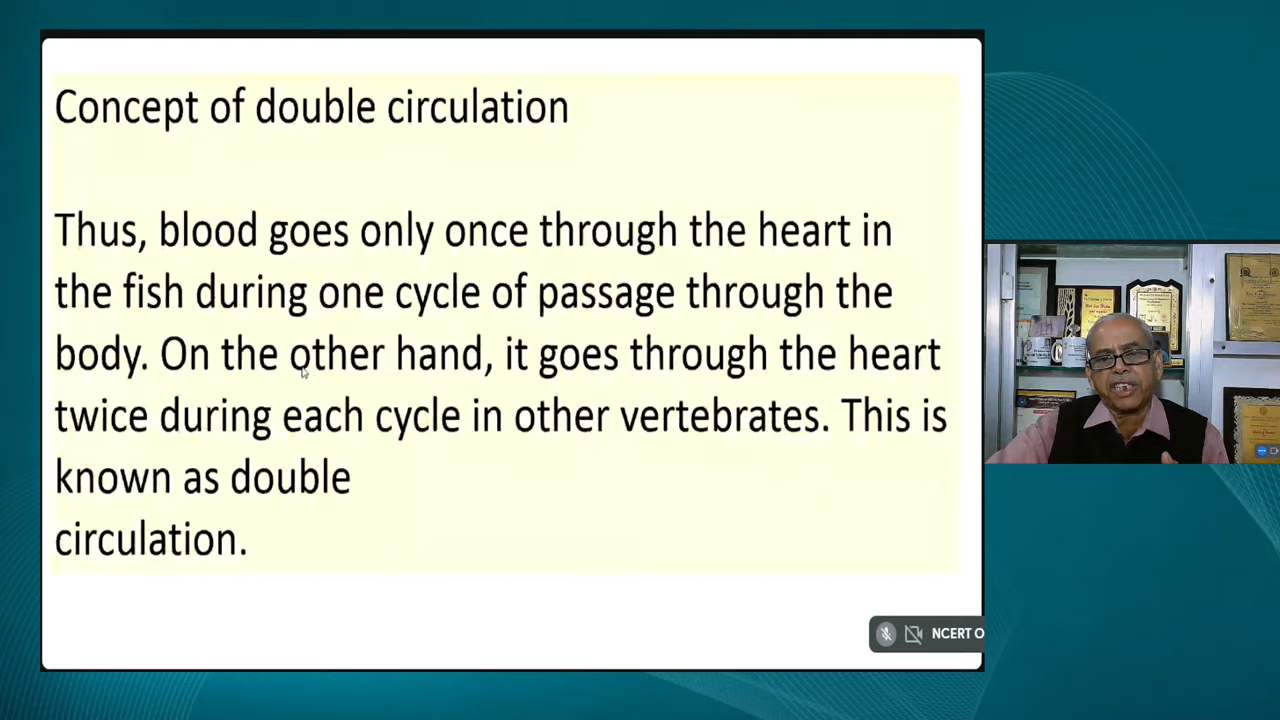 Concept of double circulation
Thus, blood goes only once through the heart in
the fish during one cycle of passage through the
body. On the other hand, it goes through the heart
twice during each cycle in other vertebrates. This is
known as double
circulation.
NCERT O